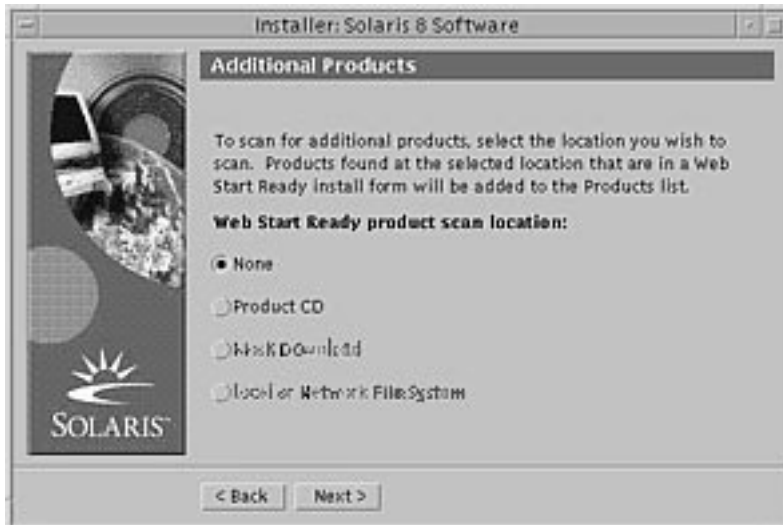 Installer: Solaris 8 Software
Additional Products
To scan for additional products, select the location you wish to
scan. Products found at the selected location that are in a Web
Start Ready install form will be added to the Products list.
Web Start Ready product scan location:
None
Product CD
Download
Local or Network File System
SOLARIS™
< Back
Next >